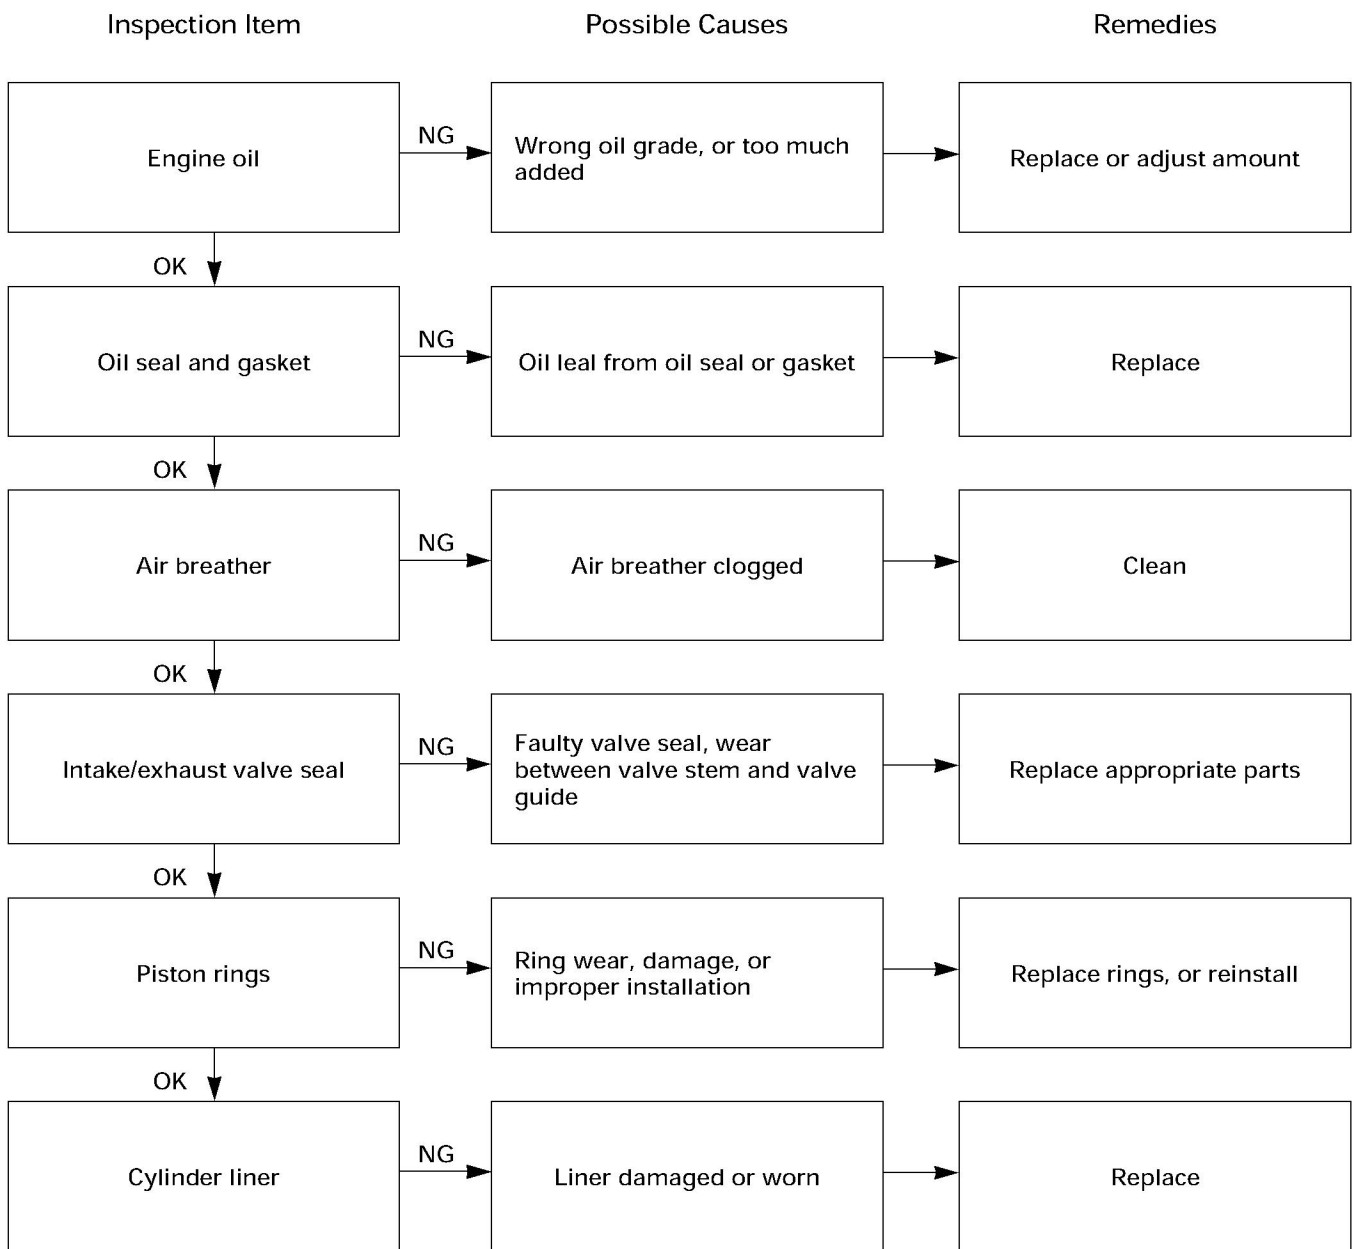 Inspection Item
Possible Causes
Remedies
Engine oil
NG
Wrong oil grade, or too much
added
Replace or adjust amount
OK
Oil seal and gasket
NG
Oil leal from oil seal or gasket
Replace
OK
Air breather
NG
Air breather clogged
Clean
OK
Intake/exhaust valve seal
NG
Faulty valve seal, wear
between valve stem and valve
guide
Replace appropriate parts
OK
Piston rings
NG
Ring wear, damage, or
improper installation
Replace rings, or reinstall
OK
Cylinder liner
NG
Liner damaged or worn
Replace